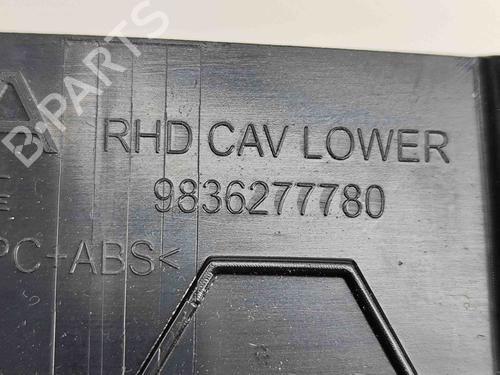 B-PARTS
RHD CAV LOWER
9836277780
PC+ABS<